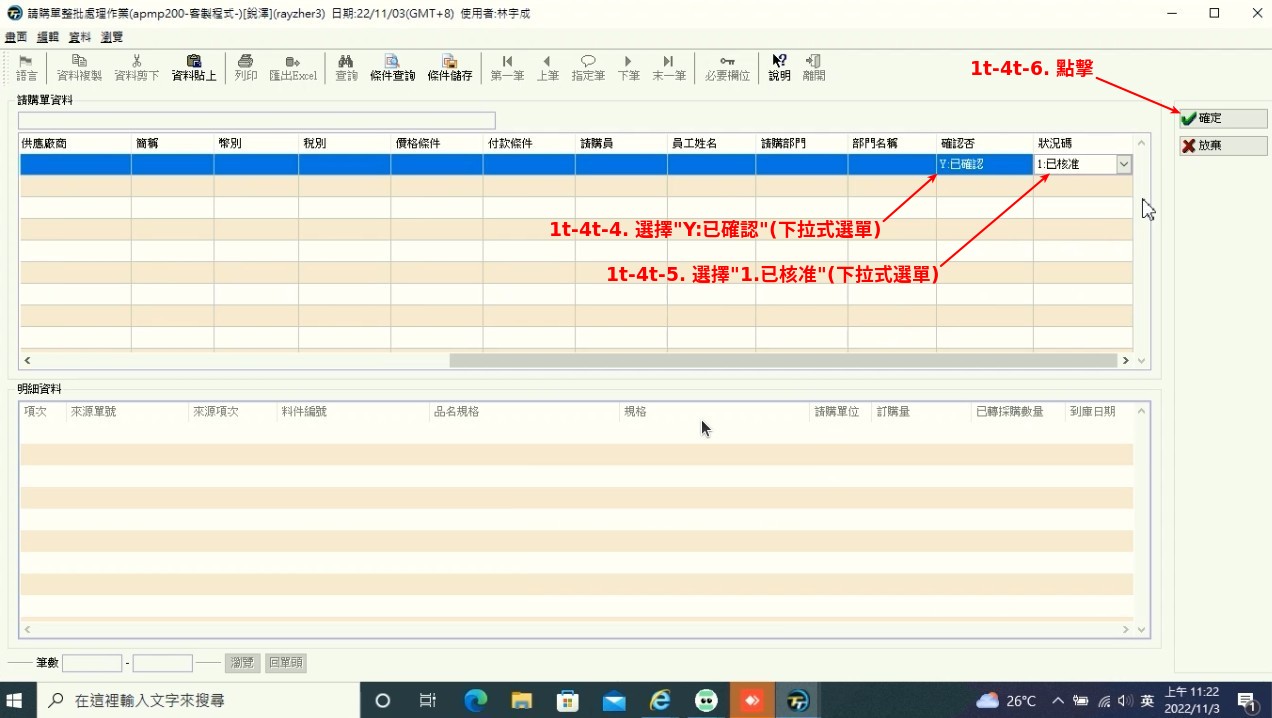 請購單整批處理作業(apmp200-客製程式-)[銳澤](rayzher3) 日期:22/11/03(GMT+8) 使用者:林宇成
畫面 編輯 資料 瀏覽
語言 資料複製 資料剪下 資料貼上 列印 匯出Excel 查詢 條件查詢 條件儲存 第一筆 上筆 指定筆 下筆 末一筆 必要欄位 說明 離開
1t-4t-6. 點擊
請購單資料
確定
放棄
供應廠商 簡稱 幣別 稅別 價格條件 付款條件 請購員 員工姓名 請購部門 部門名稱 確認否 狀況碼
Y:已確認 1:已核准
1t-4t-4. 選擇"Y:已確認"(下拉式選單)
1t-4t-5. 選擇"1.已核准"(下拉式選單)
明細資料
項次 來源單號 來源項次 料件編號 品名規格 規格 請購單位 訂購量 已轉採購數量 到庫日期
筆數 - 瀏覽 回單頭
在這裡輸入文字來搜尋
26°C 英 上午 11:22
2022/11/3
1